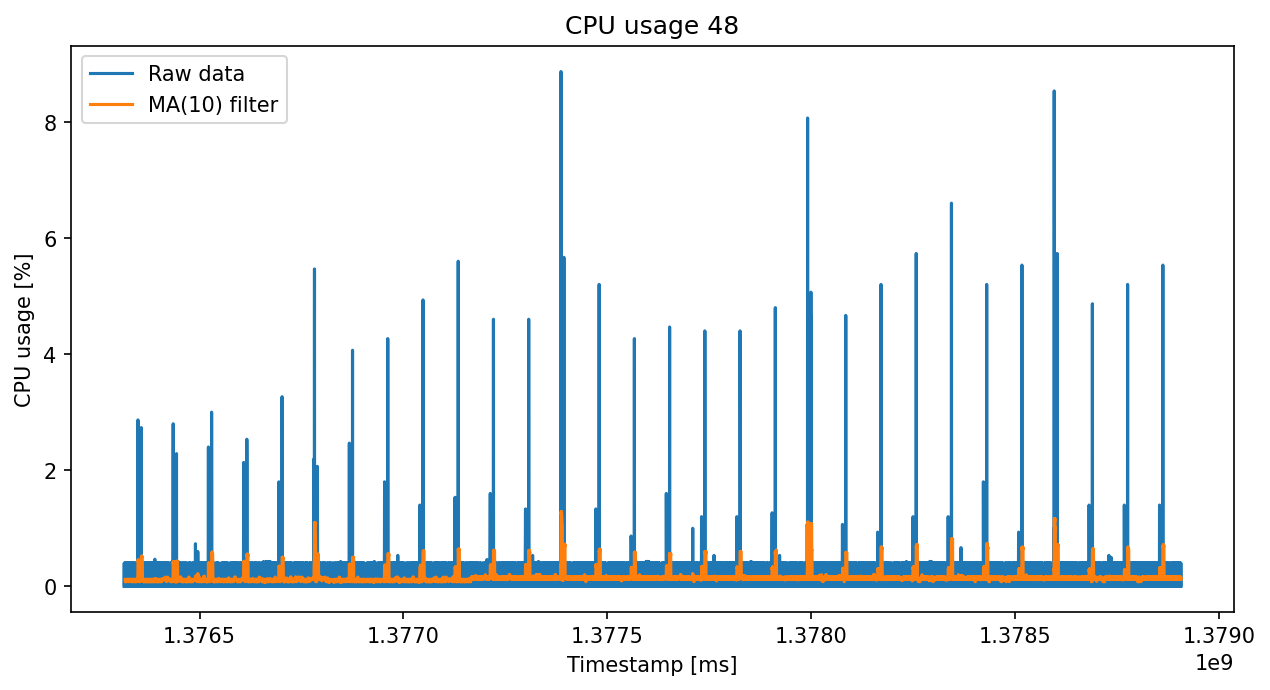 CPU usage 48
Raw data
MA(10) filter
CPU usage [%]
8
6
4
2
0
1.3765 1.3770 1.3775 1.3780 1.3785 1.3790
1e9
Timestamp [ms]